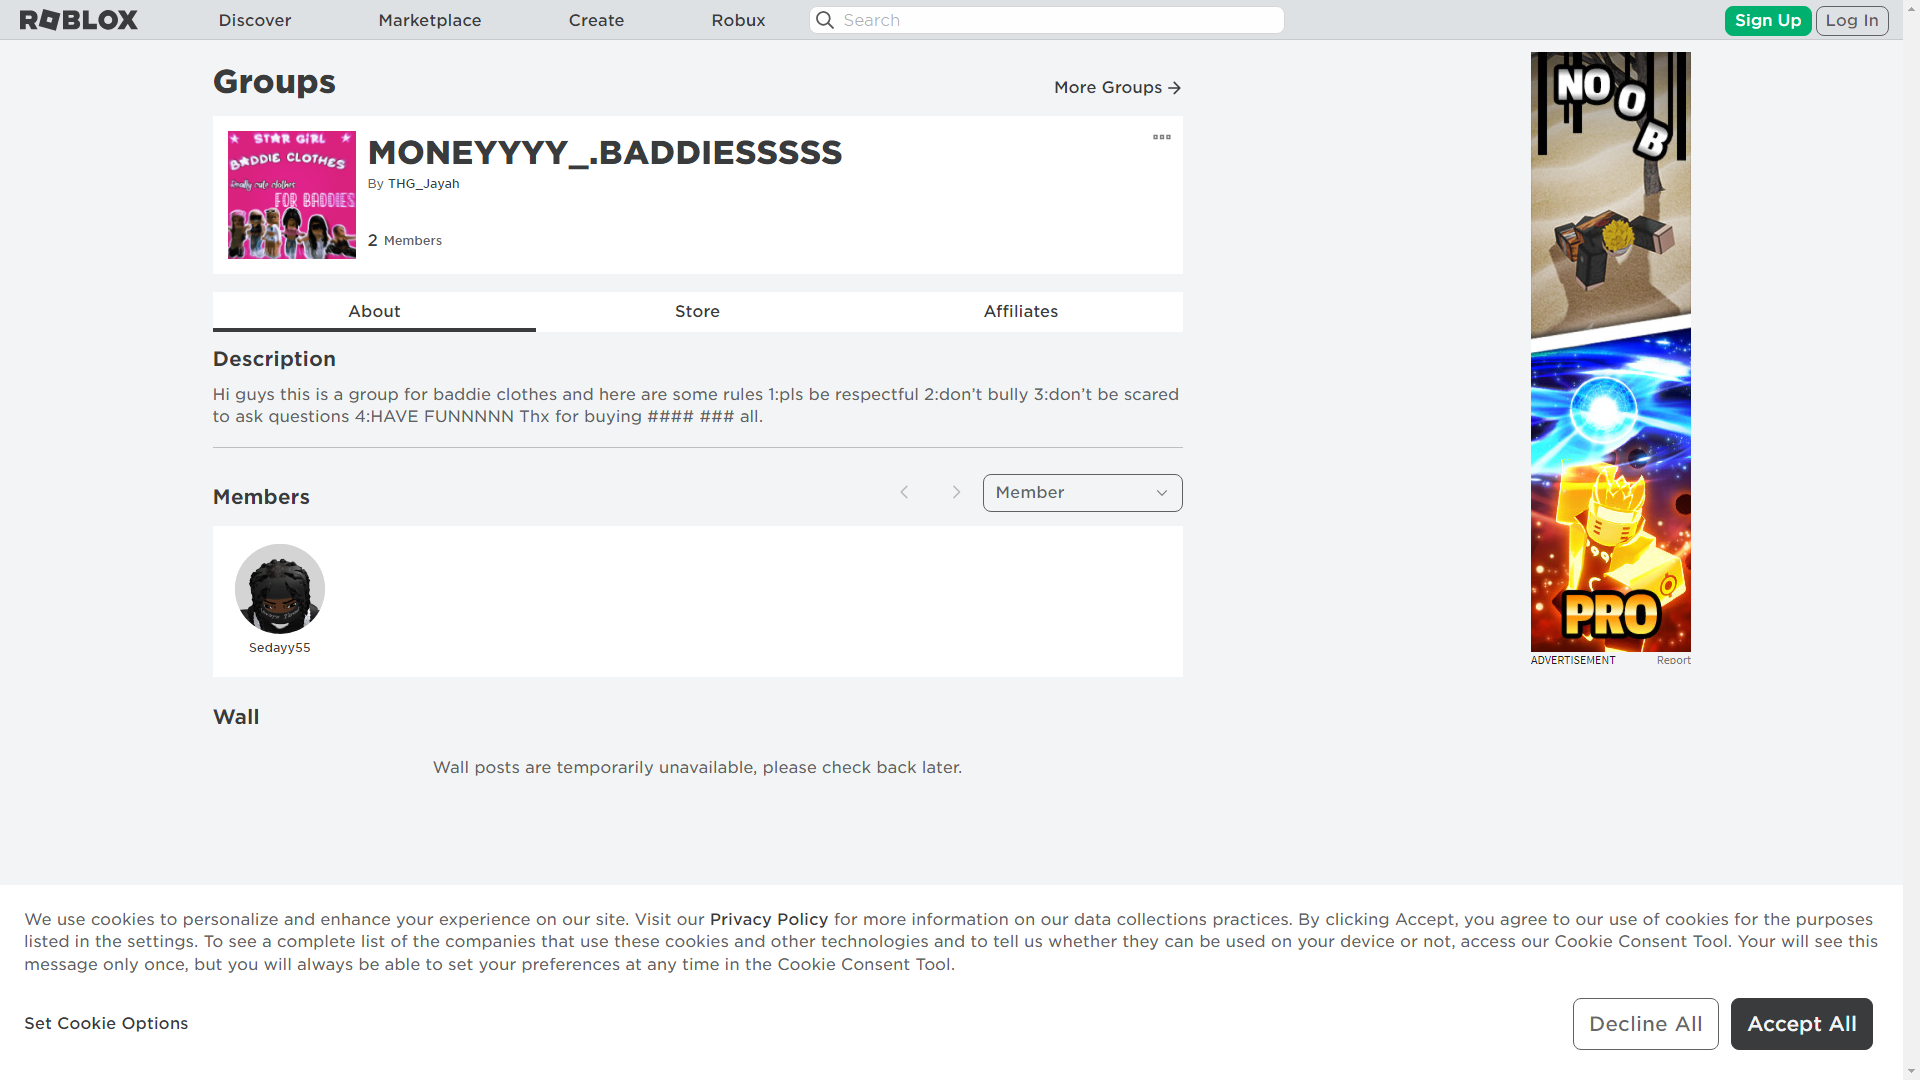 ROBLOX
Discover
Marketplace
Create
Robux
Search
Sign Up
Log In
Groups
More Groups
STAR GIRL
BADDIE CLOTHES
Really cute clothes
FOR BADDIES
MONEYYYY_.BADDIESSSSS
By THG_Jayah
2 Members
About
Store
Affiliates
Description
Hi guys this is a group for baddie clothes and here are some rules 1:pls be respectful 2:don’t bully 3:don’t be scared
to ask questions 4:HAVE FUNNNNN Thx for buying #### ### all.
Members
Member
Sedayy55
Wall
Wall posts are temporarily unavailable, please check back later.
NOOB
PRO
ADVERTISEMENT
Report
We use cookies to personalize and enhance your experience on our site. Visit our Privacy Policy for more information on our data collections practices. By clicking Accept, you agree to our use of cookies for the purposes
listed in the settings. To see a complete list of the companies that use these cookies and other technologies and to tell us whether they can be used on your device or not, access our Cookie Consent Tool. Your will see this
message only once, but you will always be able to set your preferences at any time in the Cookie Consent Tool.
Set Cookie Options
Decline All
Accept All